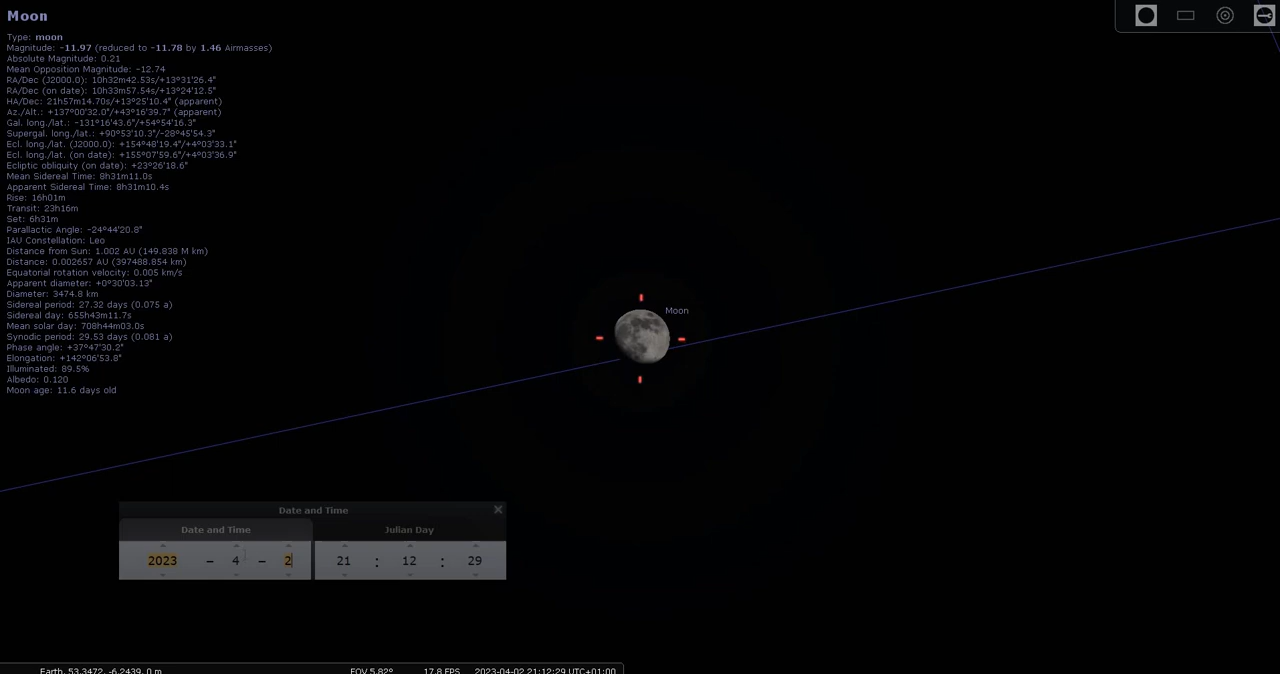 Moon
Type: moon
Magnitude: -11.97 (reduced to -11.78 by 1.46 Airmasses)
Absolute Magnitude: 0.21
Mean Opposition Magnitude: -12.74
RA/Dec (J2000.0): 10h32m42.53s/+13°31'26.4"
RA/Dec (on date): 10h33m57.54s/+13°24'12.5"
HA/Dec: 21h57m14.70s/+13°25'10.4" (apparent)
Az./Alt.: +137°00'32.0"/+43°16'39.7" (apparent)
Gal. long./lat.: -131°16'43.6"/+54°54'16.3"
Supergal. long./lat.: +90°53'10.3"/-28°45'54.3"
Ecl. long./lat. (J2000.0): +154°48'19.4"/+4°03'33.1"
Ecl. long./lat. (on date): +155°07'59.6"/+4°03'36.9"
Ecliptic obliquity (on date): +23°26'18.6"
Mean Sidereal Time: 8h31m11.0s
Apparent Sidereal Time: 8h31m10.4s
Rise: 16h01m
Transit: 23h16m
Set: 6h31m
Parallactic Angle: -24°44'20.8"
IAU Constellation: Leo
Distance from Sun: 1.002 AU (149.838 M km)
Distance: 0.002657 AU (397488.854 km)
Equatorial rotation velocity: 0.005 km/s
Apparent diameter: +0°30'03.13"
Diameter: 3474.8 km
Sidereal period: 27.32 days (0.075 a)
Sidereal day: 655h43m11.7s
Mean solar day: 708h44m03.0s
Synodic period: 29.53 days (0.081 a)
Phase angle: +37°47'30.2"
Elongation: +142°06'53.8"
Illuminated: 89.5%
Albedo: 0.120
Moon age: 11.6 days old
Moon
Date and Time
Date and Time Julian Day
2023 - 4 - 2 21 : 12 : 29
Earth, 53.3472, -6.2439, 0 m FOV 5.82° 17.8 FPS 2023-04-02 21:12:29 UTC+01:00